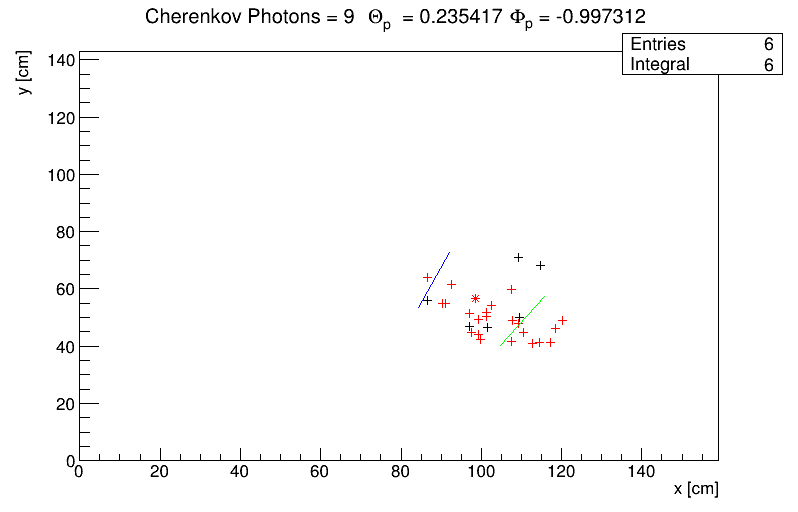 Cherenkov Photons = 9 Θp = 0.235417 Φp = -0.997312
Entries 6
Integral 6
y [cm]
140
120
100
80
60
40
20
0
0 20 40 60 80 100 120 140
x [cm]